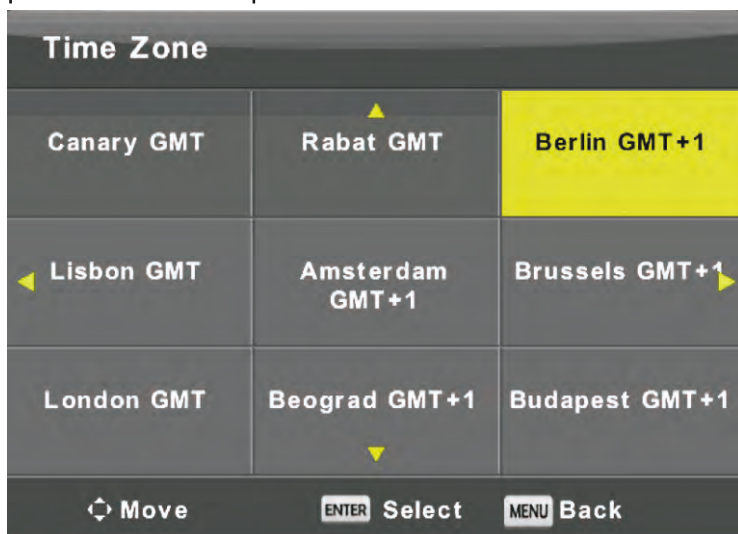 Time Zone
Canary GMT
Rabat GMT
Berlin GMT+1
Lisbon GMT
Amsterdam
GMT+1
Brussels GMT+1
London GMT
Beograd GMT+1
Budapest GMT+1
Move
ENTER Select
MENU Back